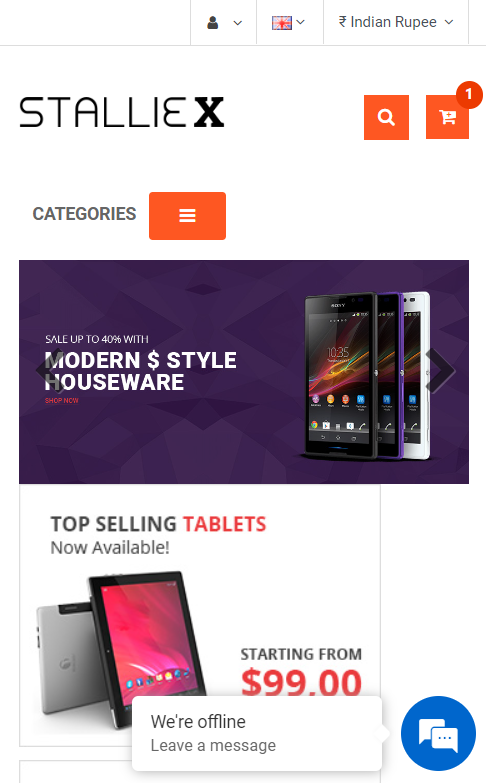 ₹ Indian Rupee
STALLIE X
1
CATEGORIES
SALE UP TO 40% WITH
MODERN $ STYLE
HOUSEWARE
SHOP NOW
SONY
10:35
TOP SELLING TABLETS
Now Available!
STARTING FROM
$99.00
We're offline
Leave a message